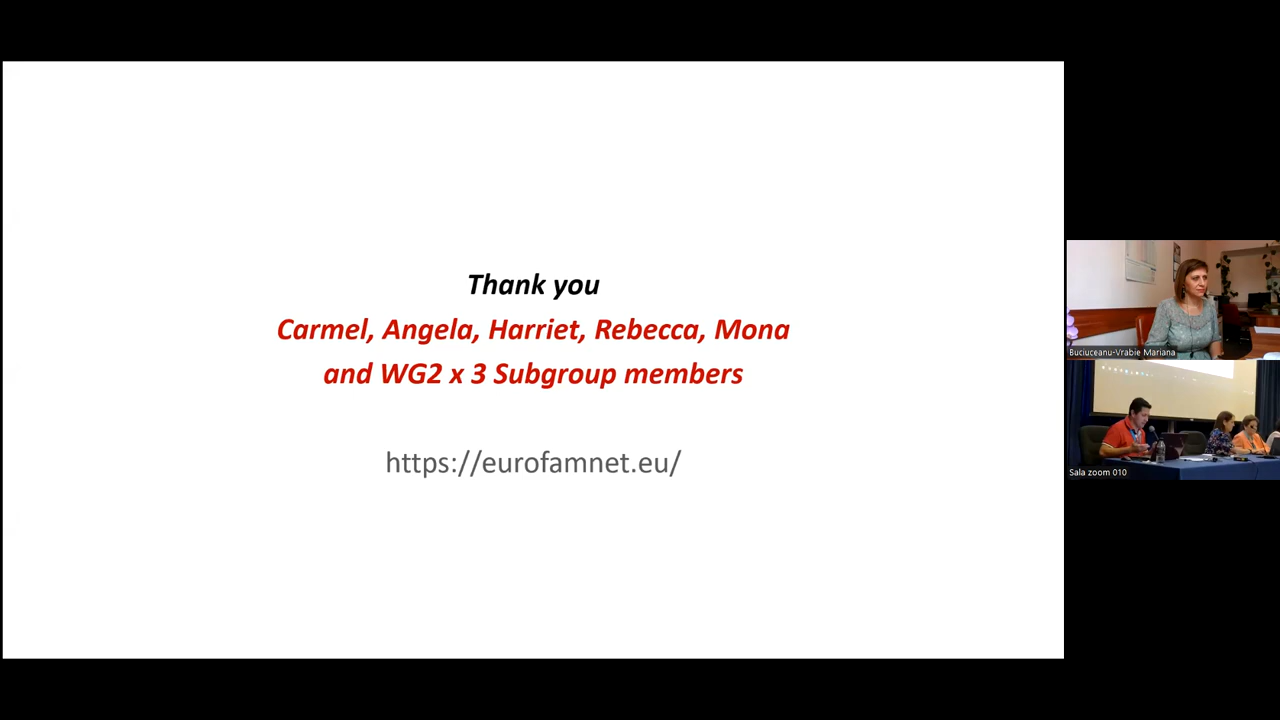 Thank you
Carmel, Angela, Harriet, Rebecca, Mona
and WG2 x 3 Subgroup members
https://eurofamnet.eu/
Buciuceanu-Vrabie Mariana
Sala zoom 010